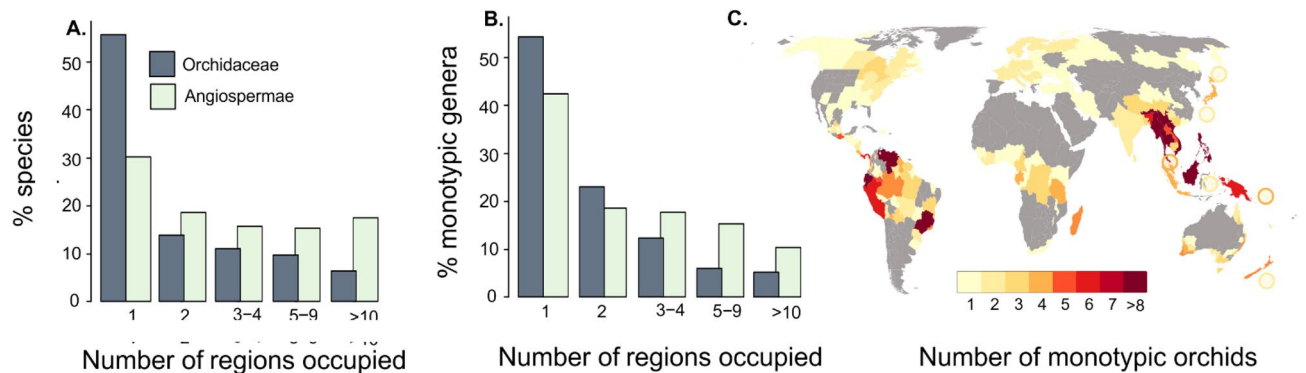 A.
% species
50
40
30
20
10
0
Orchidaceae
Angiospermae
1 2 3–4 5–9 >10
Number of regions occupied
B.
% monotypic genera
50
40
30
20
10
0
1 2 3–4 5–9 >10
Number of regions occupied
C.
1 2 3 4 5 6 7 >8
Number of monotypic orchids